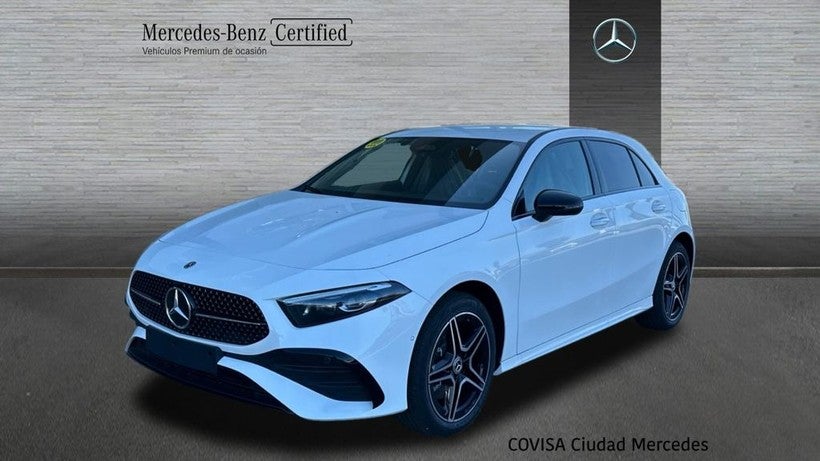 Mercedes-Benz Certified
Vehículos Premium de ocasión
COVISA Ciudad Mercedes